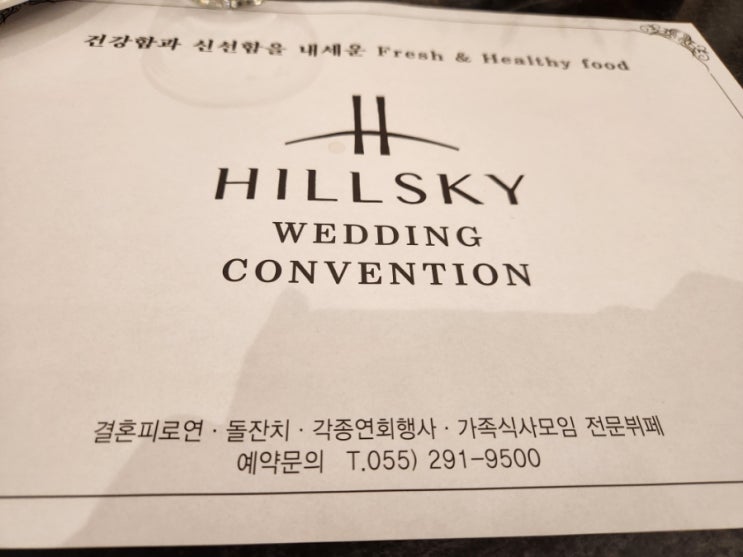 건강함과 신선함을 내세운 Fresh & Healthy food
H
HILLSKY
WEDDING
CONVENTION
결혼피로연 · 돌잔치 · 각종연회행사 · 가족식사모임 전문뷔페
예약문의 T.055) 291-9500